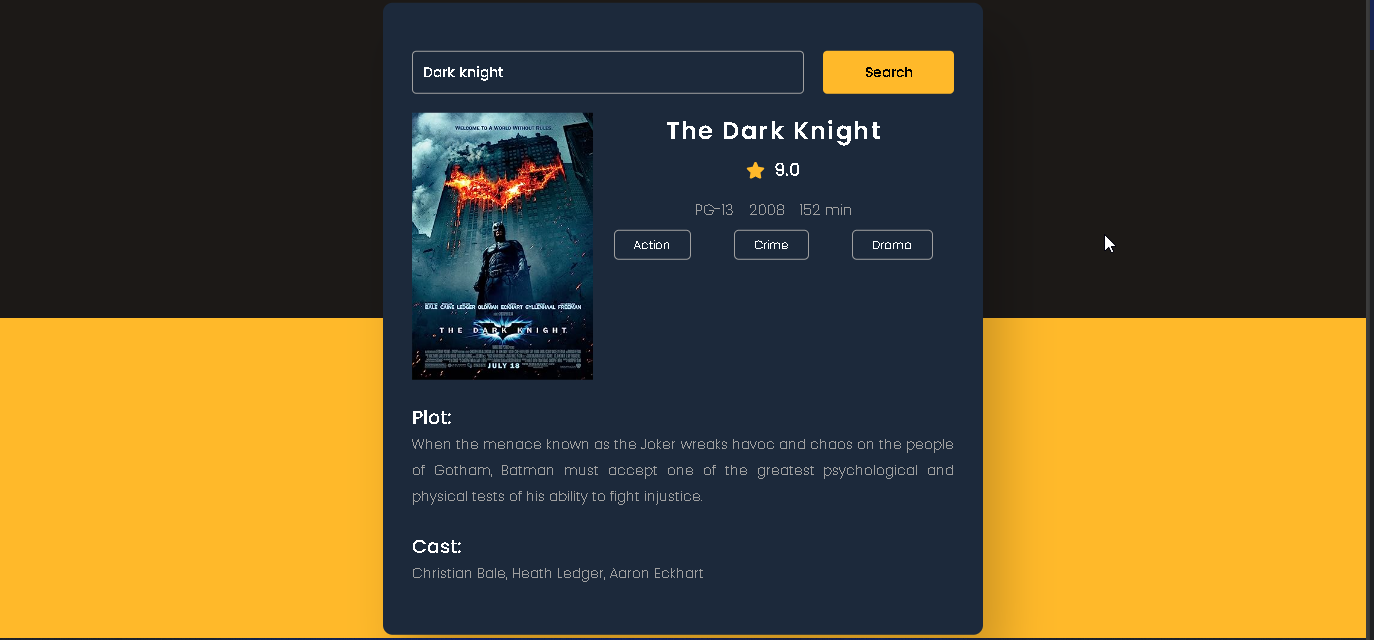 Dark knight
Search
WELCOME TO A WORLD WITHOUT RULES.
The Dark Knight
9.0
PG-13 2008 152 min
Action Crime Drama
BALE CAINE LEDGER OLDMAN ECKHART GYLLENHAAL FREEMAN
THE DARK KNIGHT
JULY 18
Plot:
When the menace known as the Joker wreaks havoc and chaos on the people
of Gotham, Batman must accept one of the greatest psychological and
physical tests of his ability to fight injustice.
Cast:
Christian Bale, Heath Ledger, Aaron Eckhart